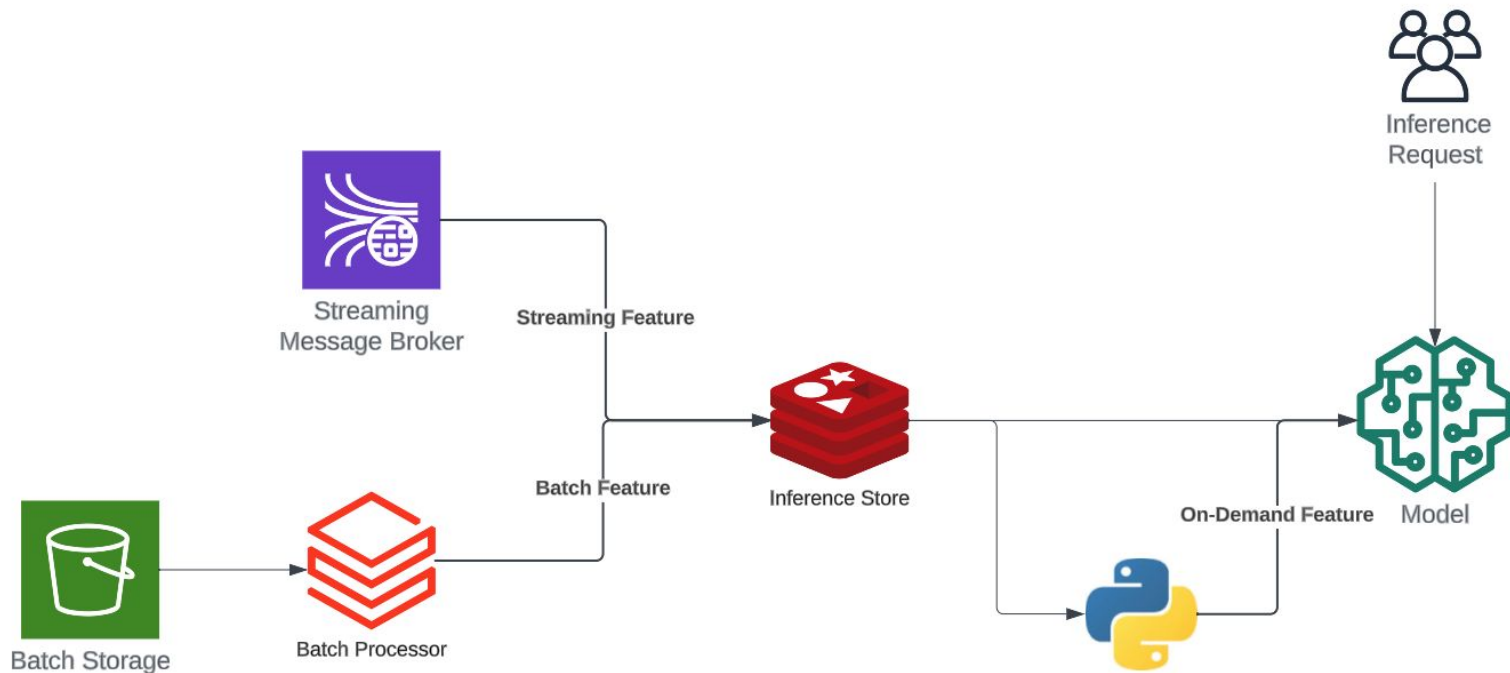 Inference
Request
Streaming
Message Broker
Streaming Feature
Batch Feature
Inference Store
On-Demand Feature
Model
Batch Processor
Batch Storage